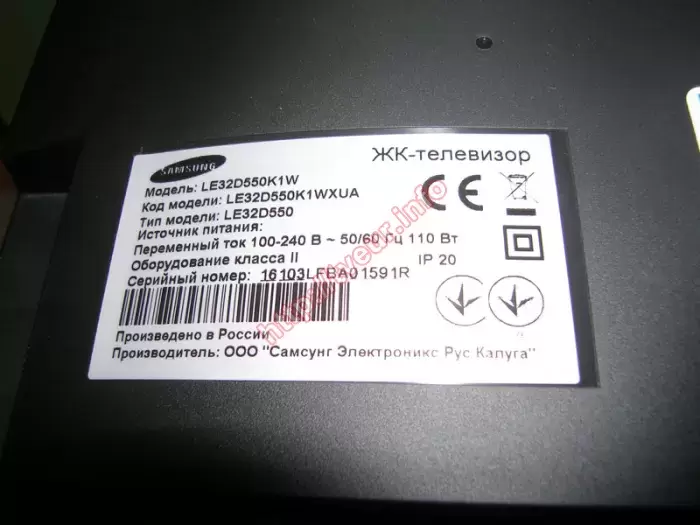 SAMSUNG
ЖК-телевизор
Модель: LE32D550K1W
Код модели: LE32D550K1WXUA
Тип модели: LE32D550
Источник питания:
Переменный ток 100-240 В ~ 50/60 Гц 110 Вт
Оборудование класса II IP 20
Серийный номер: 16103LFBA01591R
Произведено в России
Производитель: ООО "Самсунг Электроникс Рус Калуга"
CE